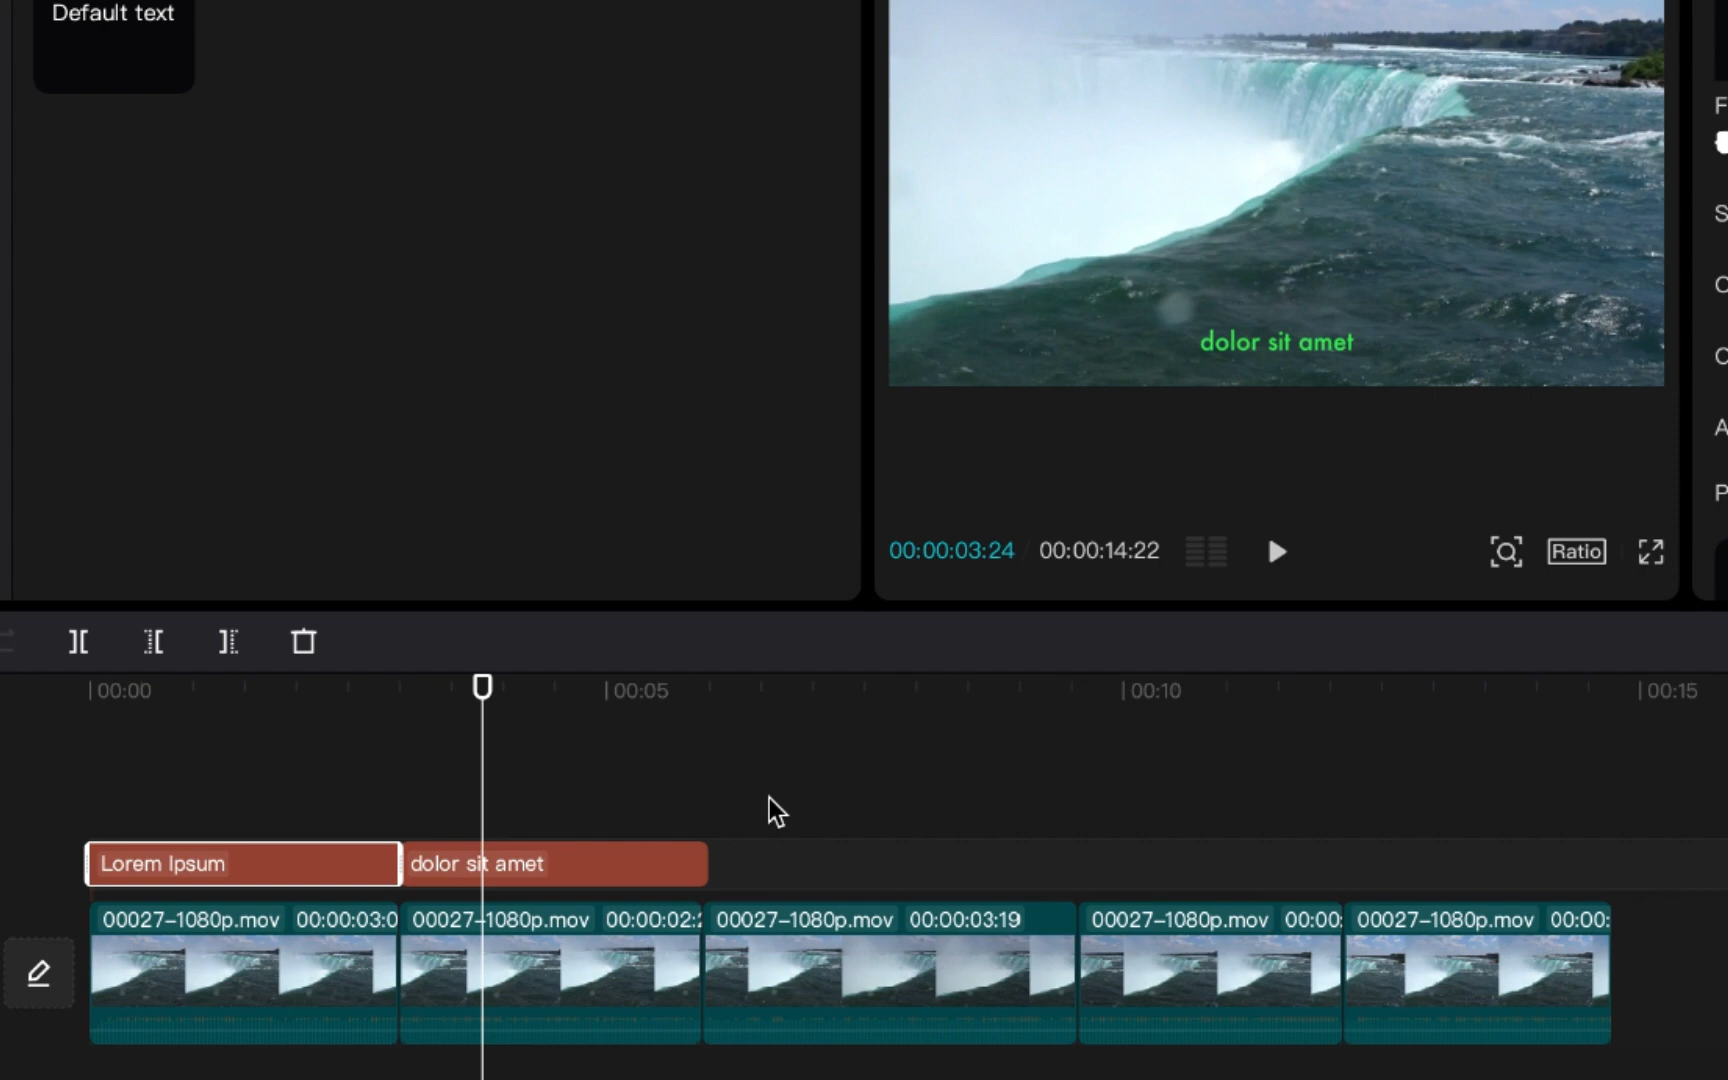 Default text
dolor sit amet
00:00:03:24 00:00:14:22 Ratio
00:00 00:05 00:10 00:15
Lorem Ipsum dolor sit amet
00027-1080p.mov 00:00:03:0 00027-1080p.mov 00:00:02: 00027-1080p.mov 00:00:03:19 00027-1080p.mov 00:00: 00027-1080p.mov 00:00: